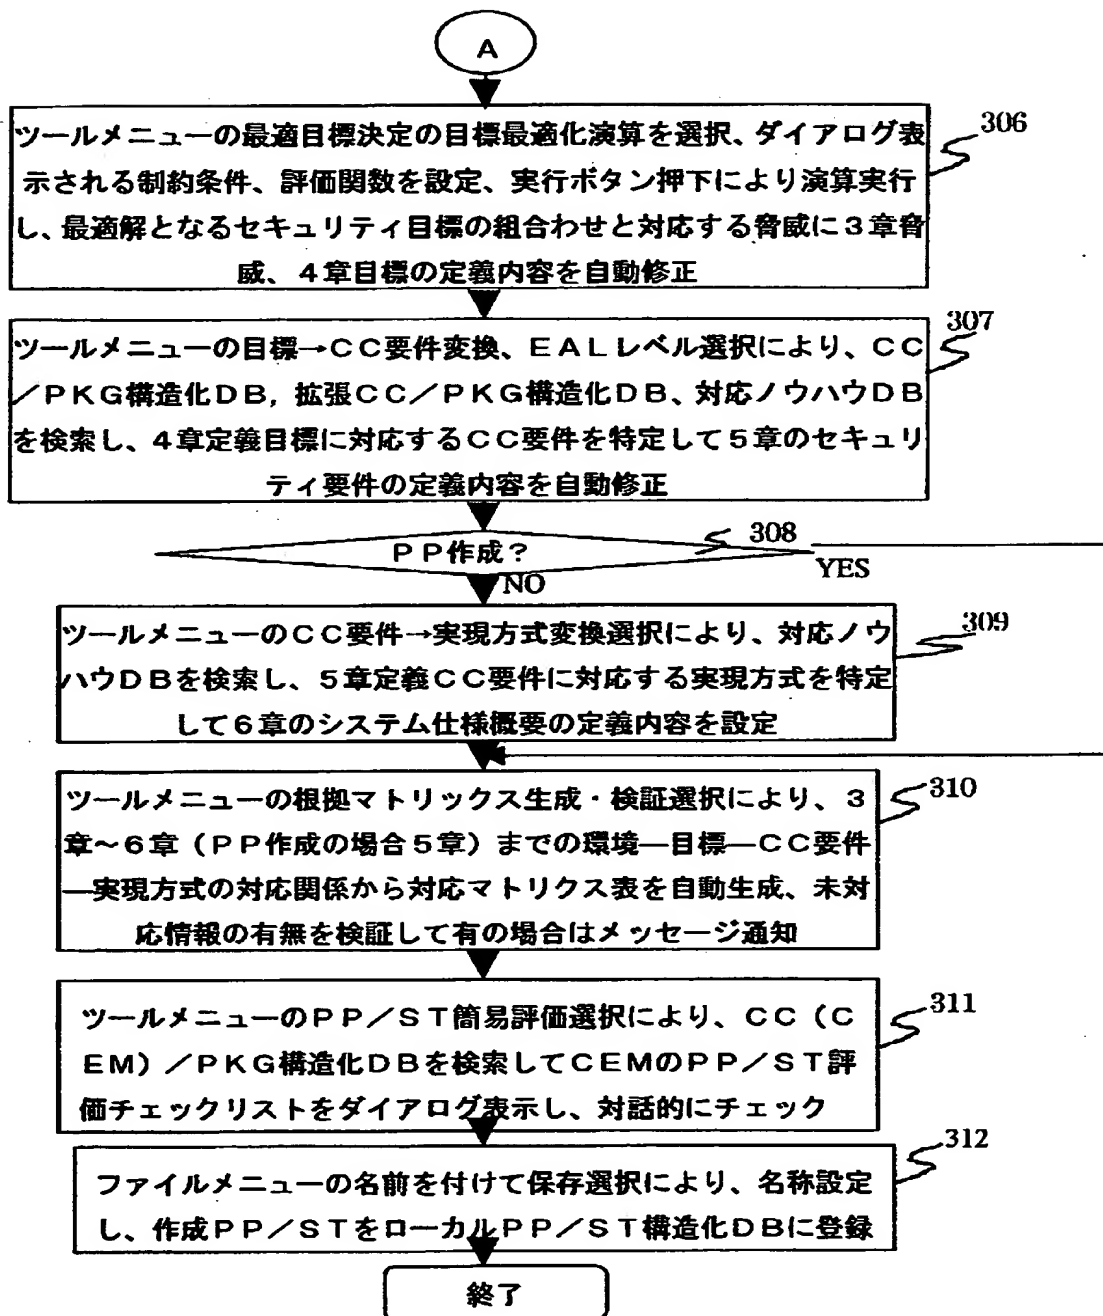 A
ツールメニューの最適目標決定の目標最適化演算を選択、ダイアログ表
306
示される制約条件、評価関数を設定、実行ボタン押下により演算実行
し、最適解となるセキュリティ目標の組合わせと対応する脅威に3章脅
威、4章目標の定義内容を自動修正
307
ツールメニューの目標→CC要件変換、EALレベル選択により、CC
/PKG構造化DB, 拡張CC/PKG構造化DB、対応ノウハウDB
を検索し、4章定義目標に対応するCC要件を特定して5章のセキュリ
ティ要件の定義内容を自動修正
308
PP作成?
YES
NO
309
ツールメニューのCC要件→実現方式変換選択により、対応ノウ
ハウDBを検索し、5章定義CC要件に対応する実現方式を特定
して6章のシステム仕様概要の定義内容を設定
310
ツールメニューの根拠マトリックス生成・検証選択により、3
章~6章(PP作成の場合5章)までの環境―目標―CC要件
―実現方式の対応関係から対応マトリクス表を自動生成、未対
応情報の有無を検証して有の場合はメッセージ通知
311
ツールメニューのPP/ST簡易評価選択により、CC(C
EM)/PKG構造化DBを検索してCEMのPP/ST評
価チェックリストをダイアログ表示し、対話的にチェック
312
ファイルメニューの名前を付けて保存選択により、名称設定
し、作成PP/STをローカルPP/ST構造化DBに登録
終了